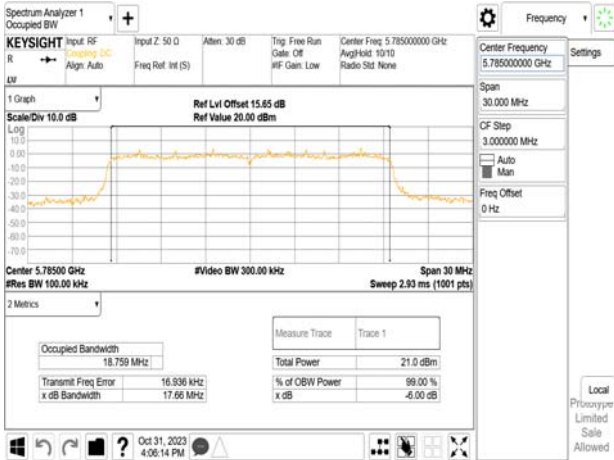 Spectrum Analyzer 1
Occupied BW
+
Frequency
KEYSIGHT
R
LVI
Input: RF
Coupling: DC
Align: Auto
Input Z: 50 Ω
Freq Ref: Int (S)
Atten: 30 dB
Trig: Free Run
Gate: Off
#IF Gain: Low
Center Freq: 5.785000000 GHz
Avg|Hold: 10/10
Radio Std: None
Center Frequency
5.785000000 GHz
Settings
Span
30.000 MHz
CF Step
3.000000 MHz
Auto
Man
Freq Offset
0 Hz
1 Graph
Ref Lvl Offset 15.65 dB
Scale/Div 10.0 dB
Ref Value 20.00 dBm
Log
10.0
0.00
-10.0
-20.0
-30.0
-40.0
-50.0
-60.0
-70.0
Center 5.78500 GHz
#Video BW 300.00 kHz
Span 30 MHz
#Res BW 100.00 kHz
Sweep 2.93 ms (1001 pts)
2 Metrics
Measure Trace
Trace 1
Occupied Bandwidth
18.759 MHz
Total Power
21.0 dBm
Transmit Freq Error
16.936 kHz
% of OBW Power
99.00 %
x dB Bandwidth
17.66 MHz
x dB
-6.00 dB
Local
Prototype
Limited
Sale
Allowed
?
Oct 31, 2023
4:06:14 PM